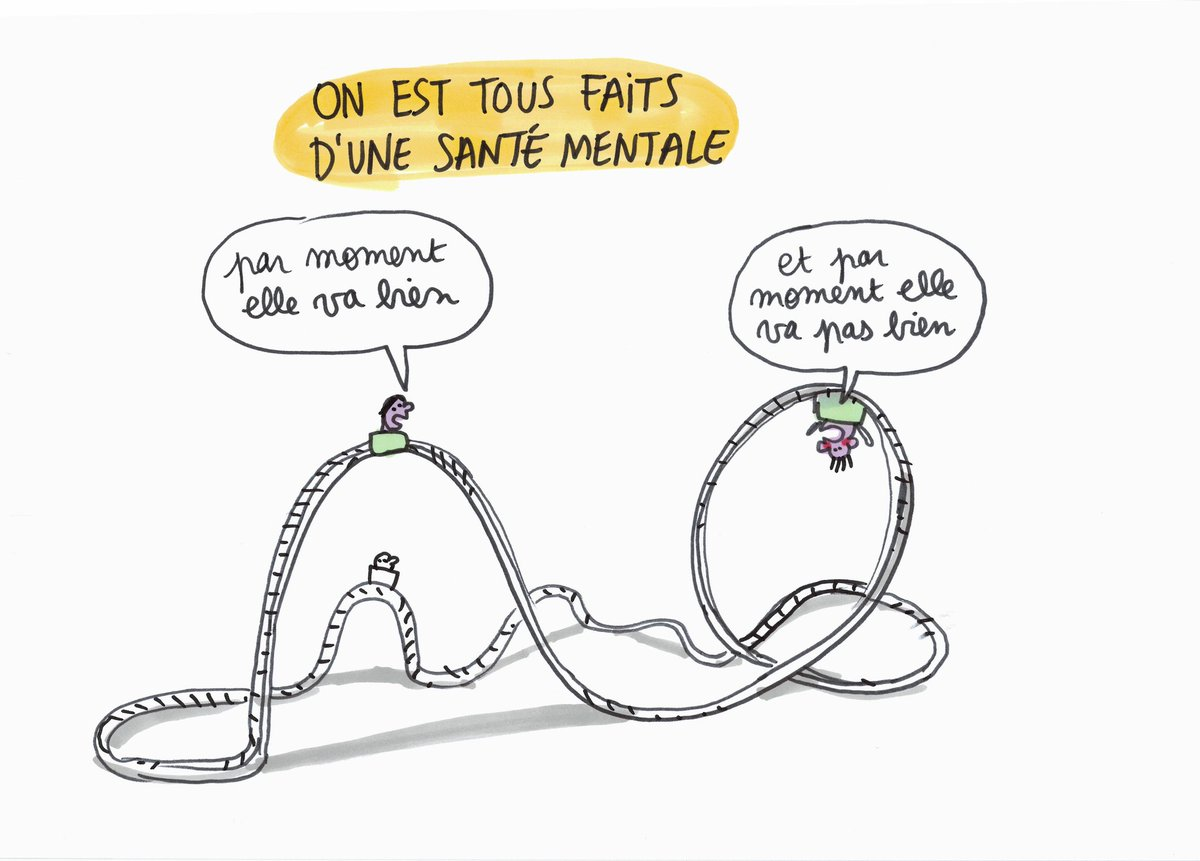 ON EST TOUS FAiTS
D'UNE SANTÉ MENTALE
par moment
elle va bien
et par
moment elle
va pas bien